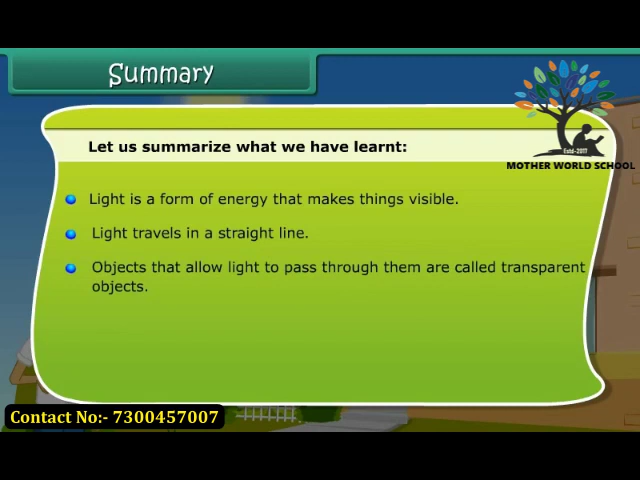 Summary
Let us summarize what we have learnt:
Estd-2017
MOTHER WORLD SCHOOL
Light is a form of energy that makes things visible.
Light travels in a straight line.
Objects that allow light to pass through them are called transparent
objects.
Contact No:- 7300457007